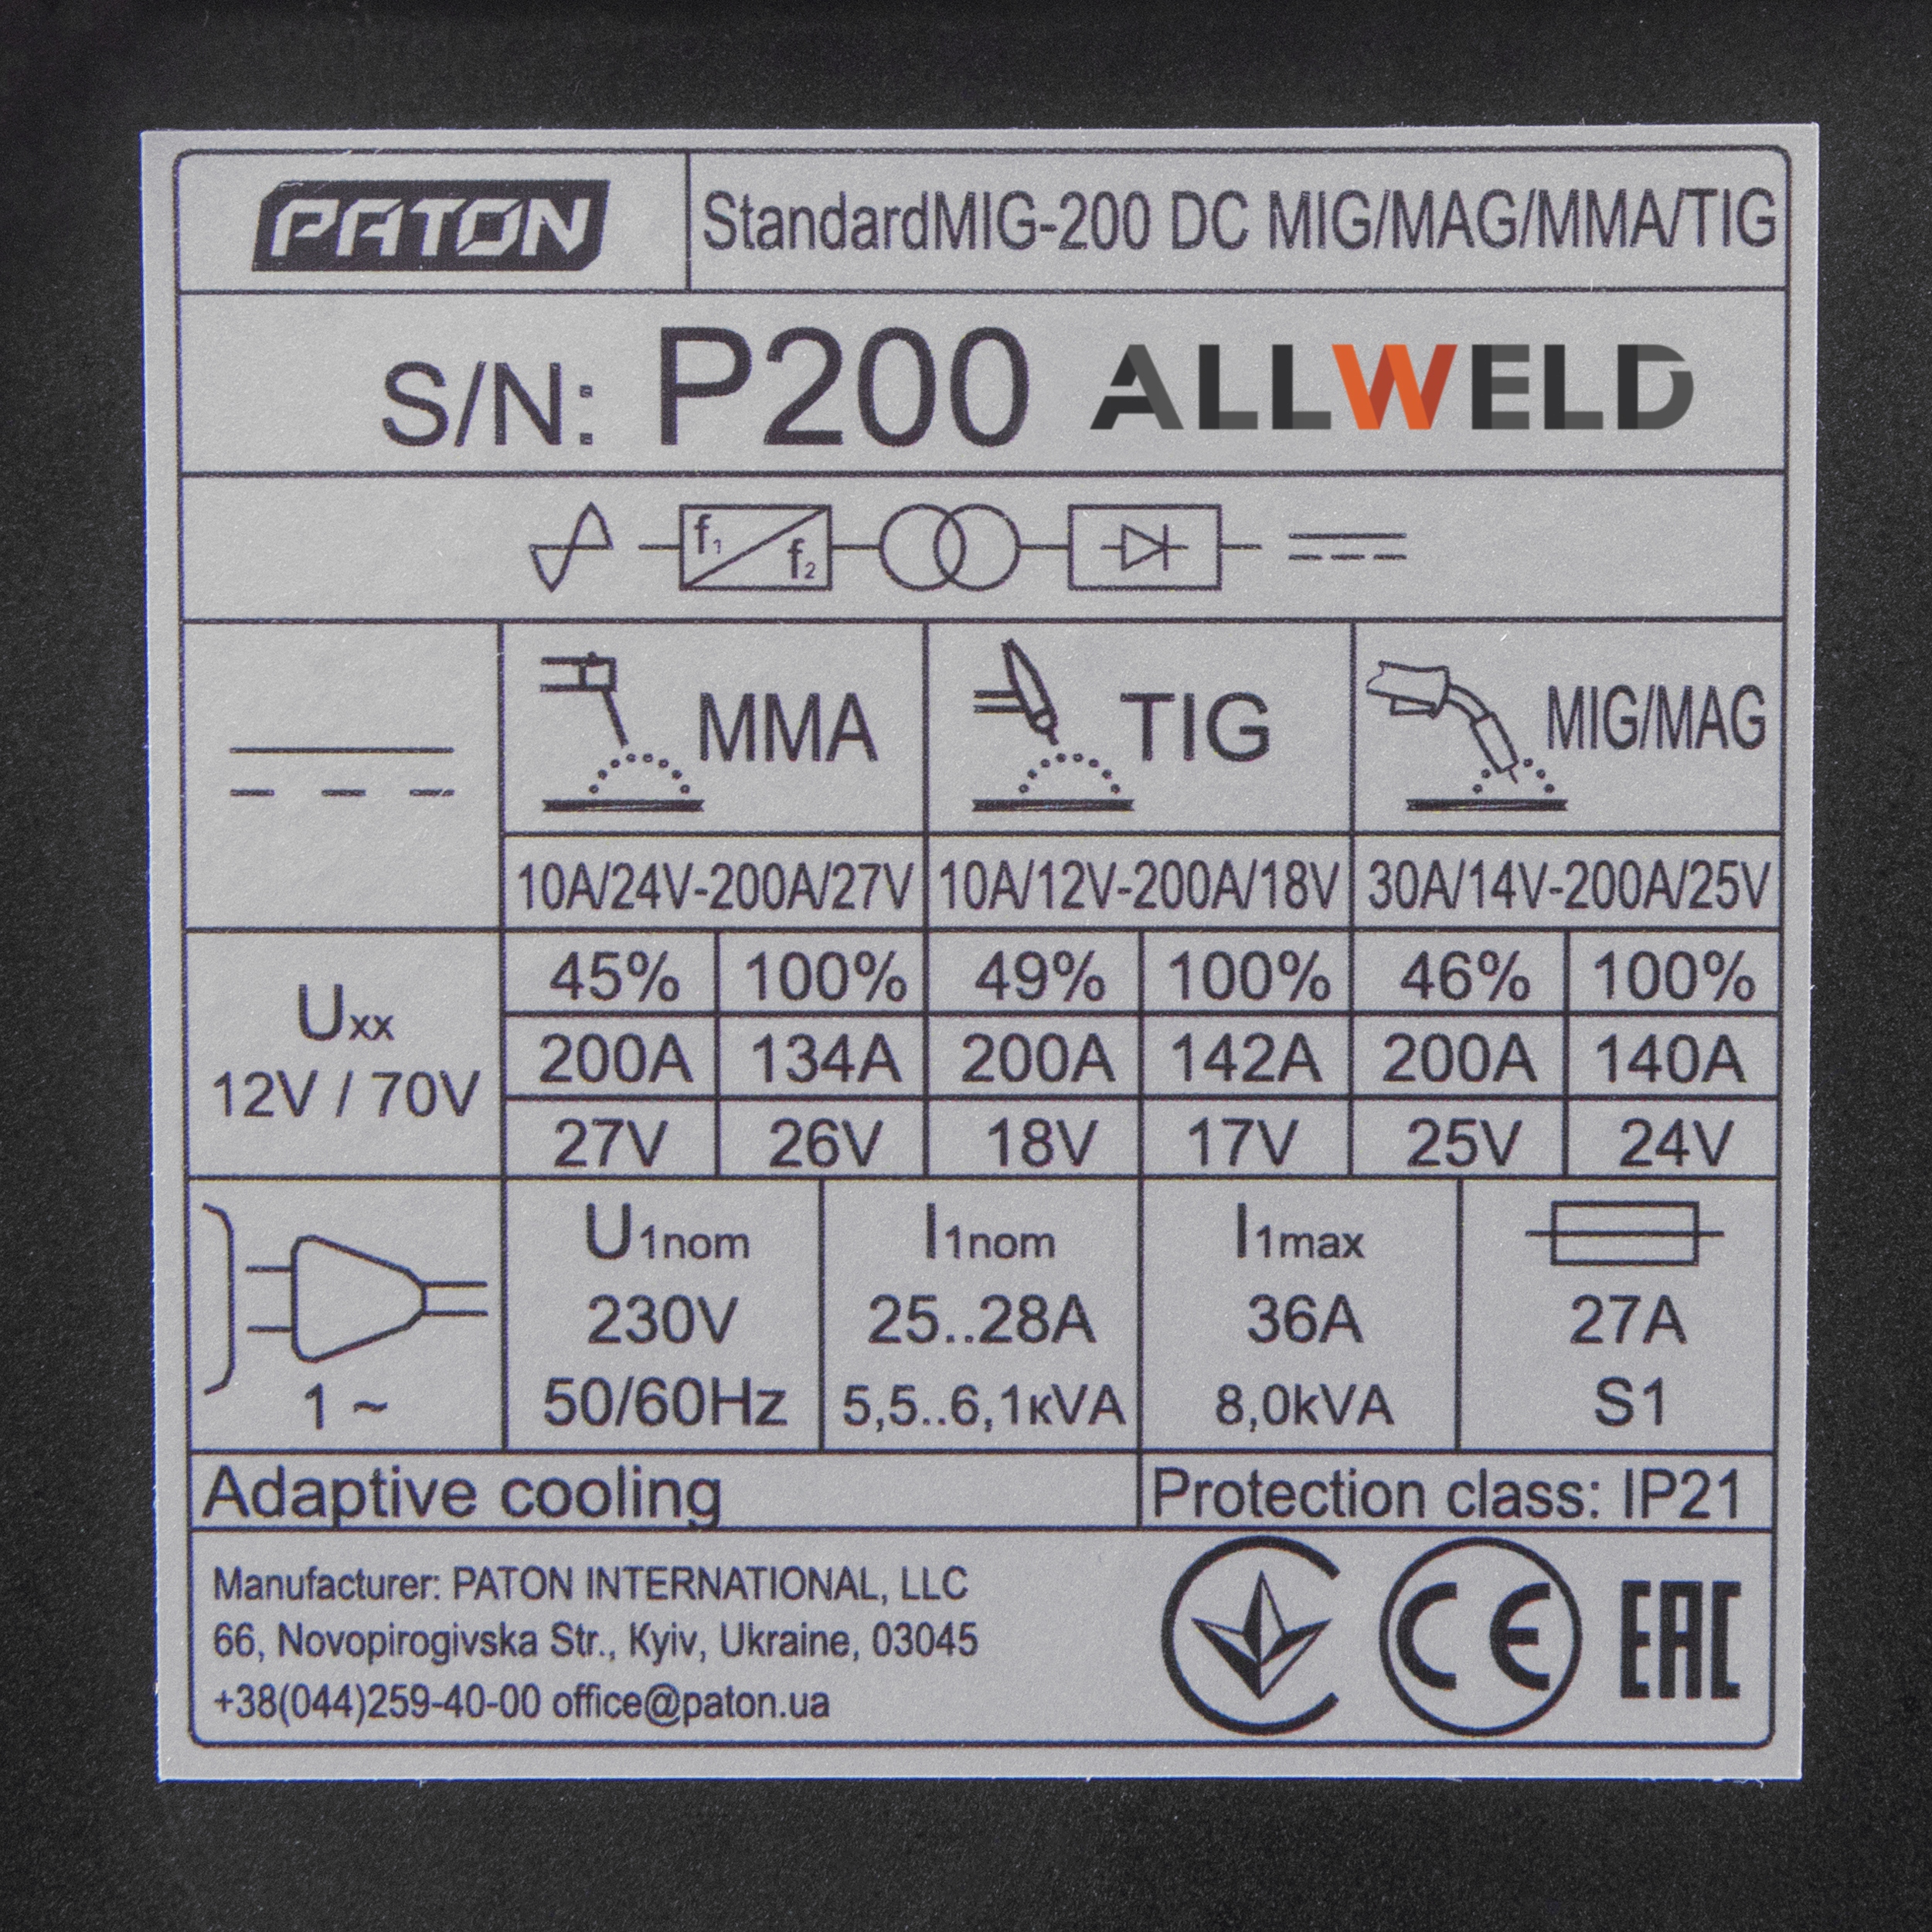 PATON
StandardMIG-200 DC MIG/MAG/MMA/TIG
S/N: P200 ALLWELD
f1 f2
MMA
TIG
MIG/MAG
10A/24V-200A/27V 10A/12V-200A/18V 30A/14V-200A/25V
Uxx
12V / 70V
45% 100% 49% 100% 46% 100%
200A 134A 200A 142A 200A 140A
27V 26V 18V 17V 25V 24V
1 ~
U1nom I1nom I1max
230V 25..28A 36A 27A
50/60Hz 5,5..6,1кVA 8,0kVA S1
Adaptive cooling Protection class: IP21
Manufacturer: PATON INTERNATIONAL, LLC
66, Novopirogivska Str., Kyiv, Ukraine, 03045
+38(044)259-40-00 office@paton.ua
CE
EAC